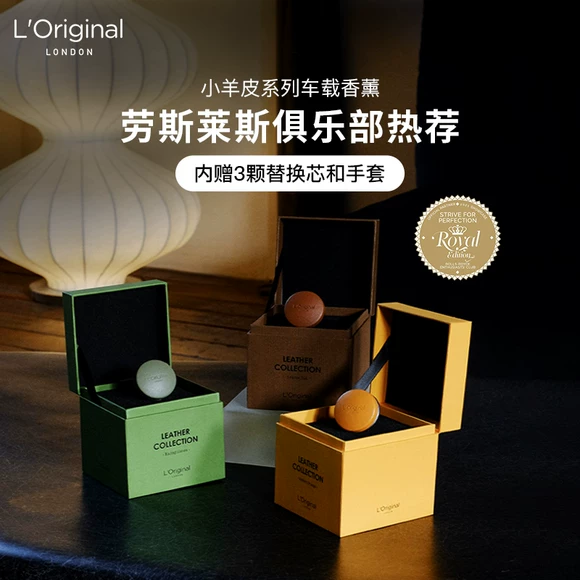 L'Original
LONDON
小羊皮系列车载香薰
劳斯莱斯俱乐部热荐
内赠3颗替换芯和手套
STRIVE FOR
PERFECTION
Royal
Edition
LEATHER
COLLECTION
LEATHER
COLLECTION
L'Original
LEATHER
COLLECTION
L'Original